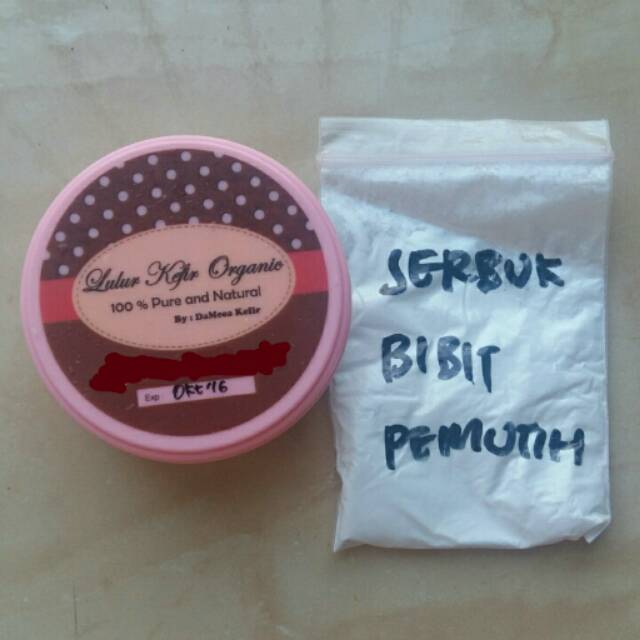 Lulur Kefir Organic
100 % Pure and Natural
By : DaMeea Kefir
Exp Okt '16
SERBUK
BIBIT
PEMUTIH